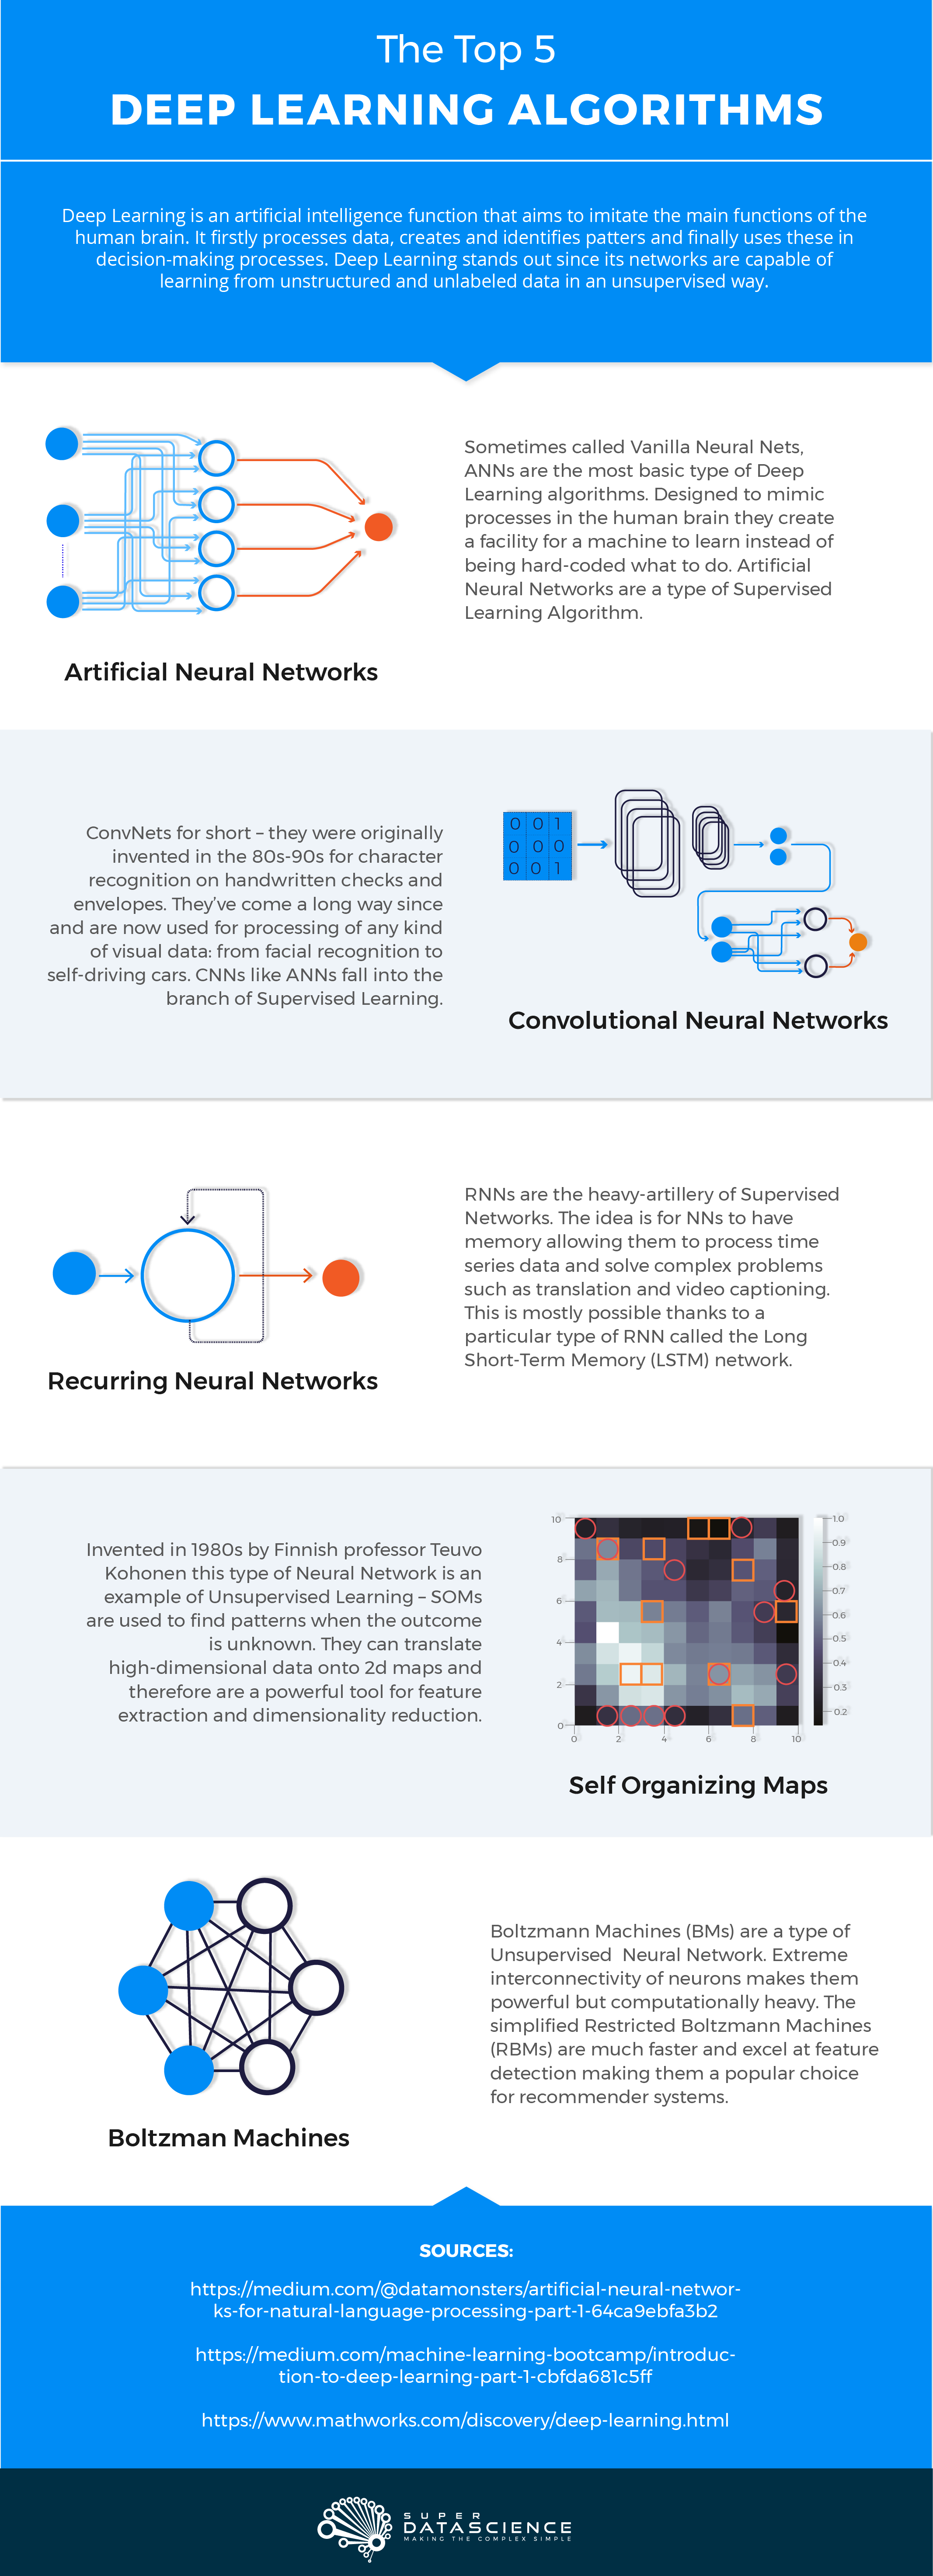 The Top 5
DEEP LEARNING ALGORITHMS
Deep Learning is an artificial intelligence function that aims to imitate the main functions of the
human brain. It firstly processes data, creates and identifies patters and finally uses these in
decision-making processes. Deep Learning stands out since its networks are capable of
learning from unstructured and unlabeled data in an unsupervised way.
Sometimes called Vanilla Neural Nets,
ANNs are the most basic type of Deep
Learning algorithms. Designed to mimic
processes in the human brain they create
a facility for a machine to learn instead of
being hard-coded what to do. Artificial
Neural Networks are a type of Supervised
Learning Algorithm.
Artificial Neural Networks
ConvNets for short – they were originally
invented in the 80s-90s for character
recognition on handwritten checks and
envelopes. They've come a long way since
and are now used for processing of any kind
of visual data: from facial recognition to
self-driving cars. CNNs like ANNs fall into the
branch of Supervised Learning.
0 0 1
0 0 0
0 0 1
Convolutional Neural Networks
RNNs are the heavy-artillery of Supervised
Networks. The idea is for NNs to have
memory allowing them to process time
series data and solve complex problems
such as translation and video captioning.
This is mostly possible thanks to a
particular type of RNN called the Long
Short-Term Memory (LSTM) network.
Recurring Neural Networks
Invented in 1980s by Finnish professor Teuvo
Kohonen this type of Neural Network is an
example of Unsupervised Learning – SOMs
are used to find patterns when the outcome
is unknown. They can translate
high-dimensional data onto 2d maps and
therefore are a powerful tool for feature
extraction and dimensionality reduction.
10
8
6
4
2
0
0 2 4 6 8 10
1.0
0.9
0.8
0.7
0.6
0.5
0.4
0.3
0.2
Self Organizing Maps
Boltzmann Machines (BMs) are a type of
Unsupervised  Neural Network. Extreme
interconnectivity of neurons makes them
powerful but computationally heavy. The
simplified Restricted Boltzmann Machines
(RBMs) are much faster and excel at feature
detection making them a popular choice
for recommender systems.
Boltzman Machines
SOURCES:
https://medium.com/@datamonsters/artificial-neural-networ-
ks-for-natural-language-processing-part-1-64ca9ebfa3b2
https://medium.com/machine-learning-bootcamp/introduc-
tion-to-deep-learning-part-1-cbfda681c5ff
https://www.mathworks.com/discovery/deep-learning.html
SUPER
DATASCIENCE
MAKING THE COMPLEX SIMPLE